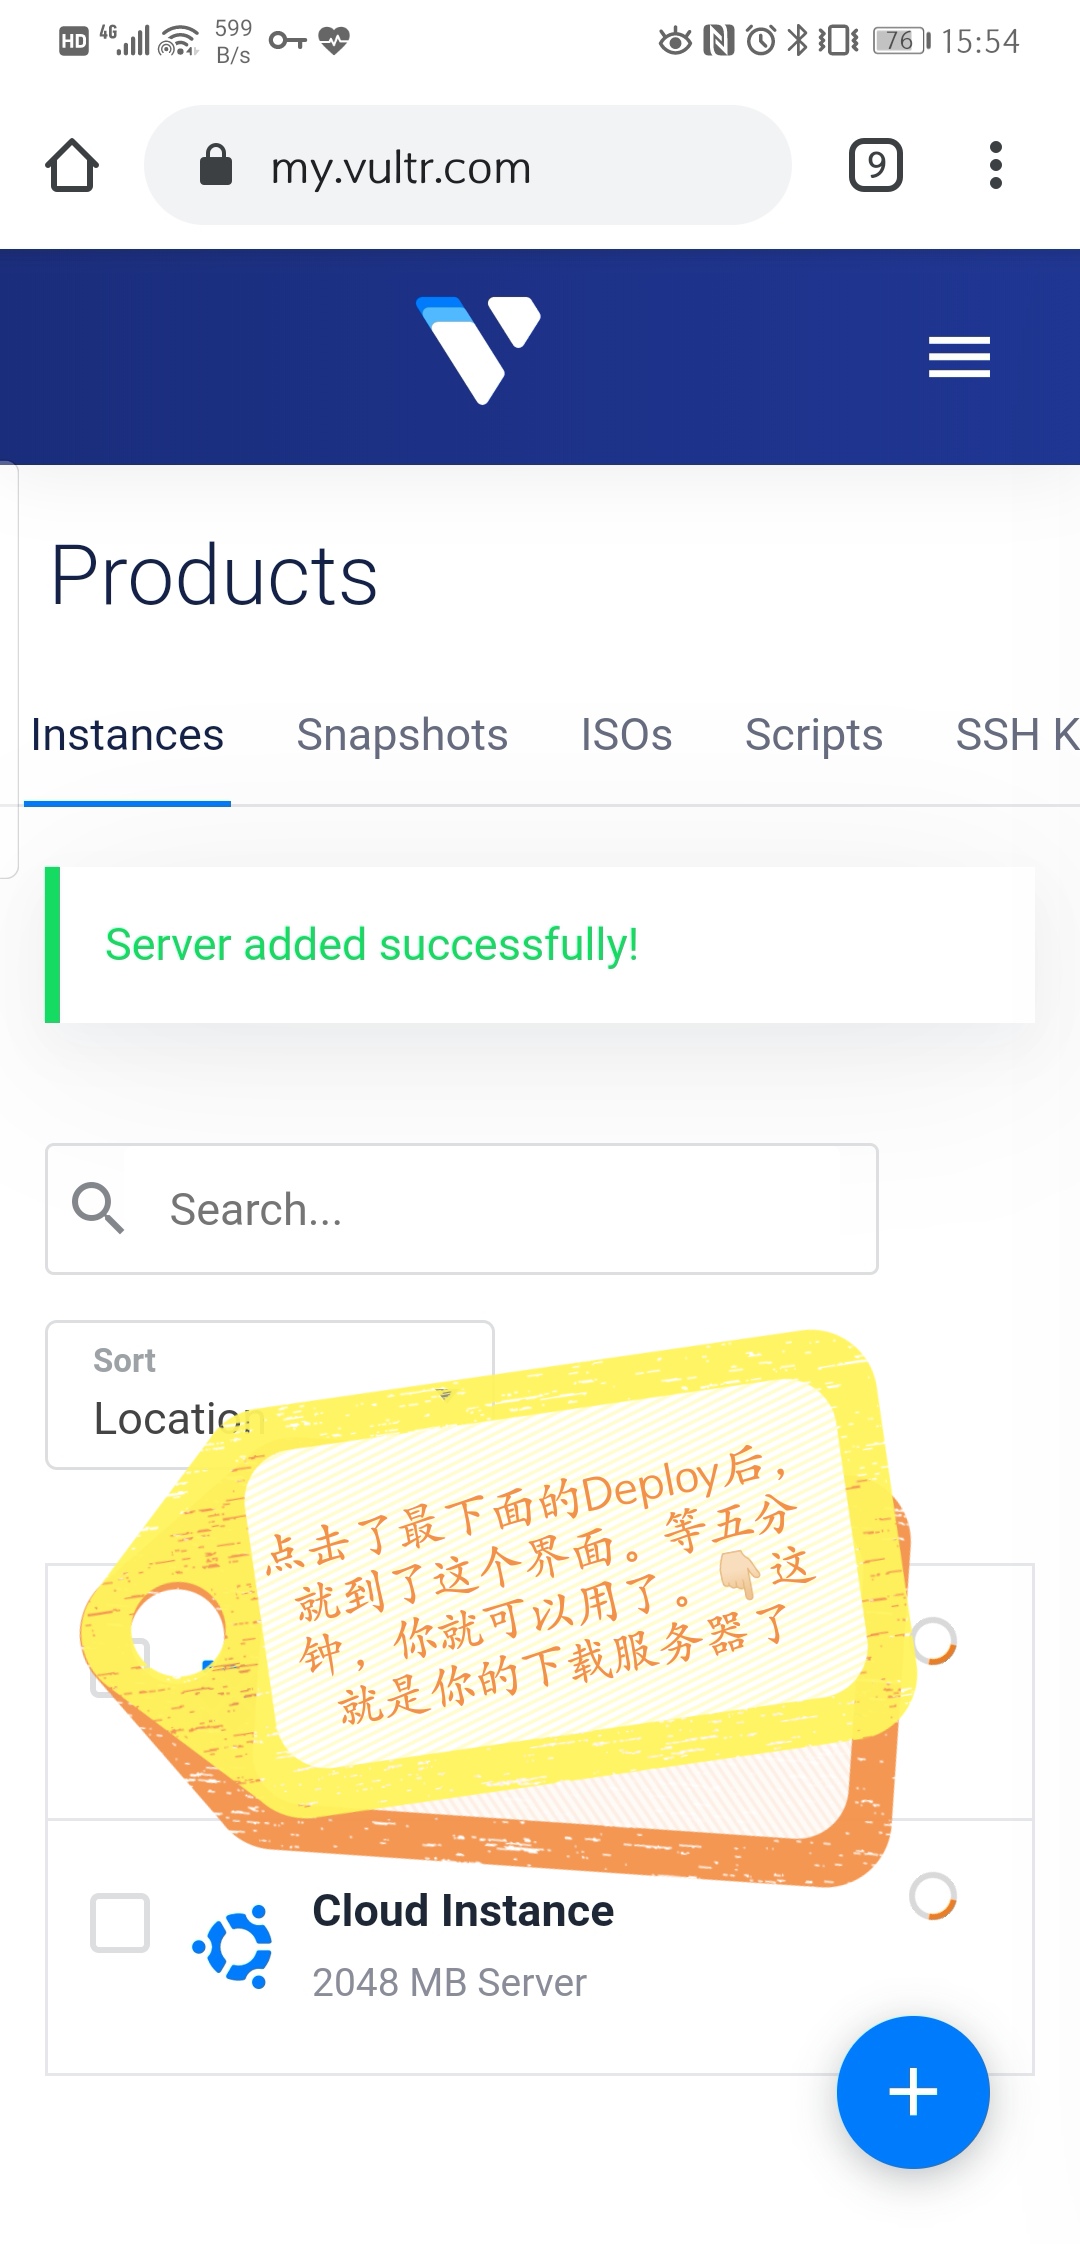 HD 4G 599 B/s 76 15:54
my.vultr.com 9
Products
Instances Snapshots ISOs Scripts SSH K
Server added successfully!
Search...
Sort
Location
点击了最下面的Deploy后，
就到了这个界面。等五分
钟，你就可以用了。👇🏻这
就是你的下载服务器了
Cloud Instance
2048 MB Server